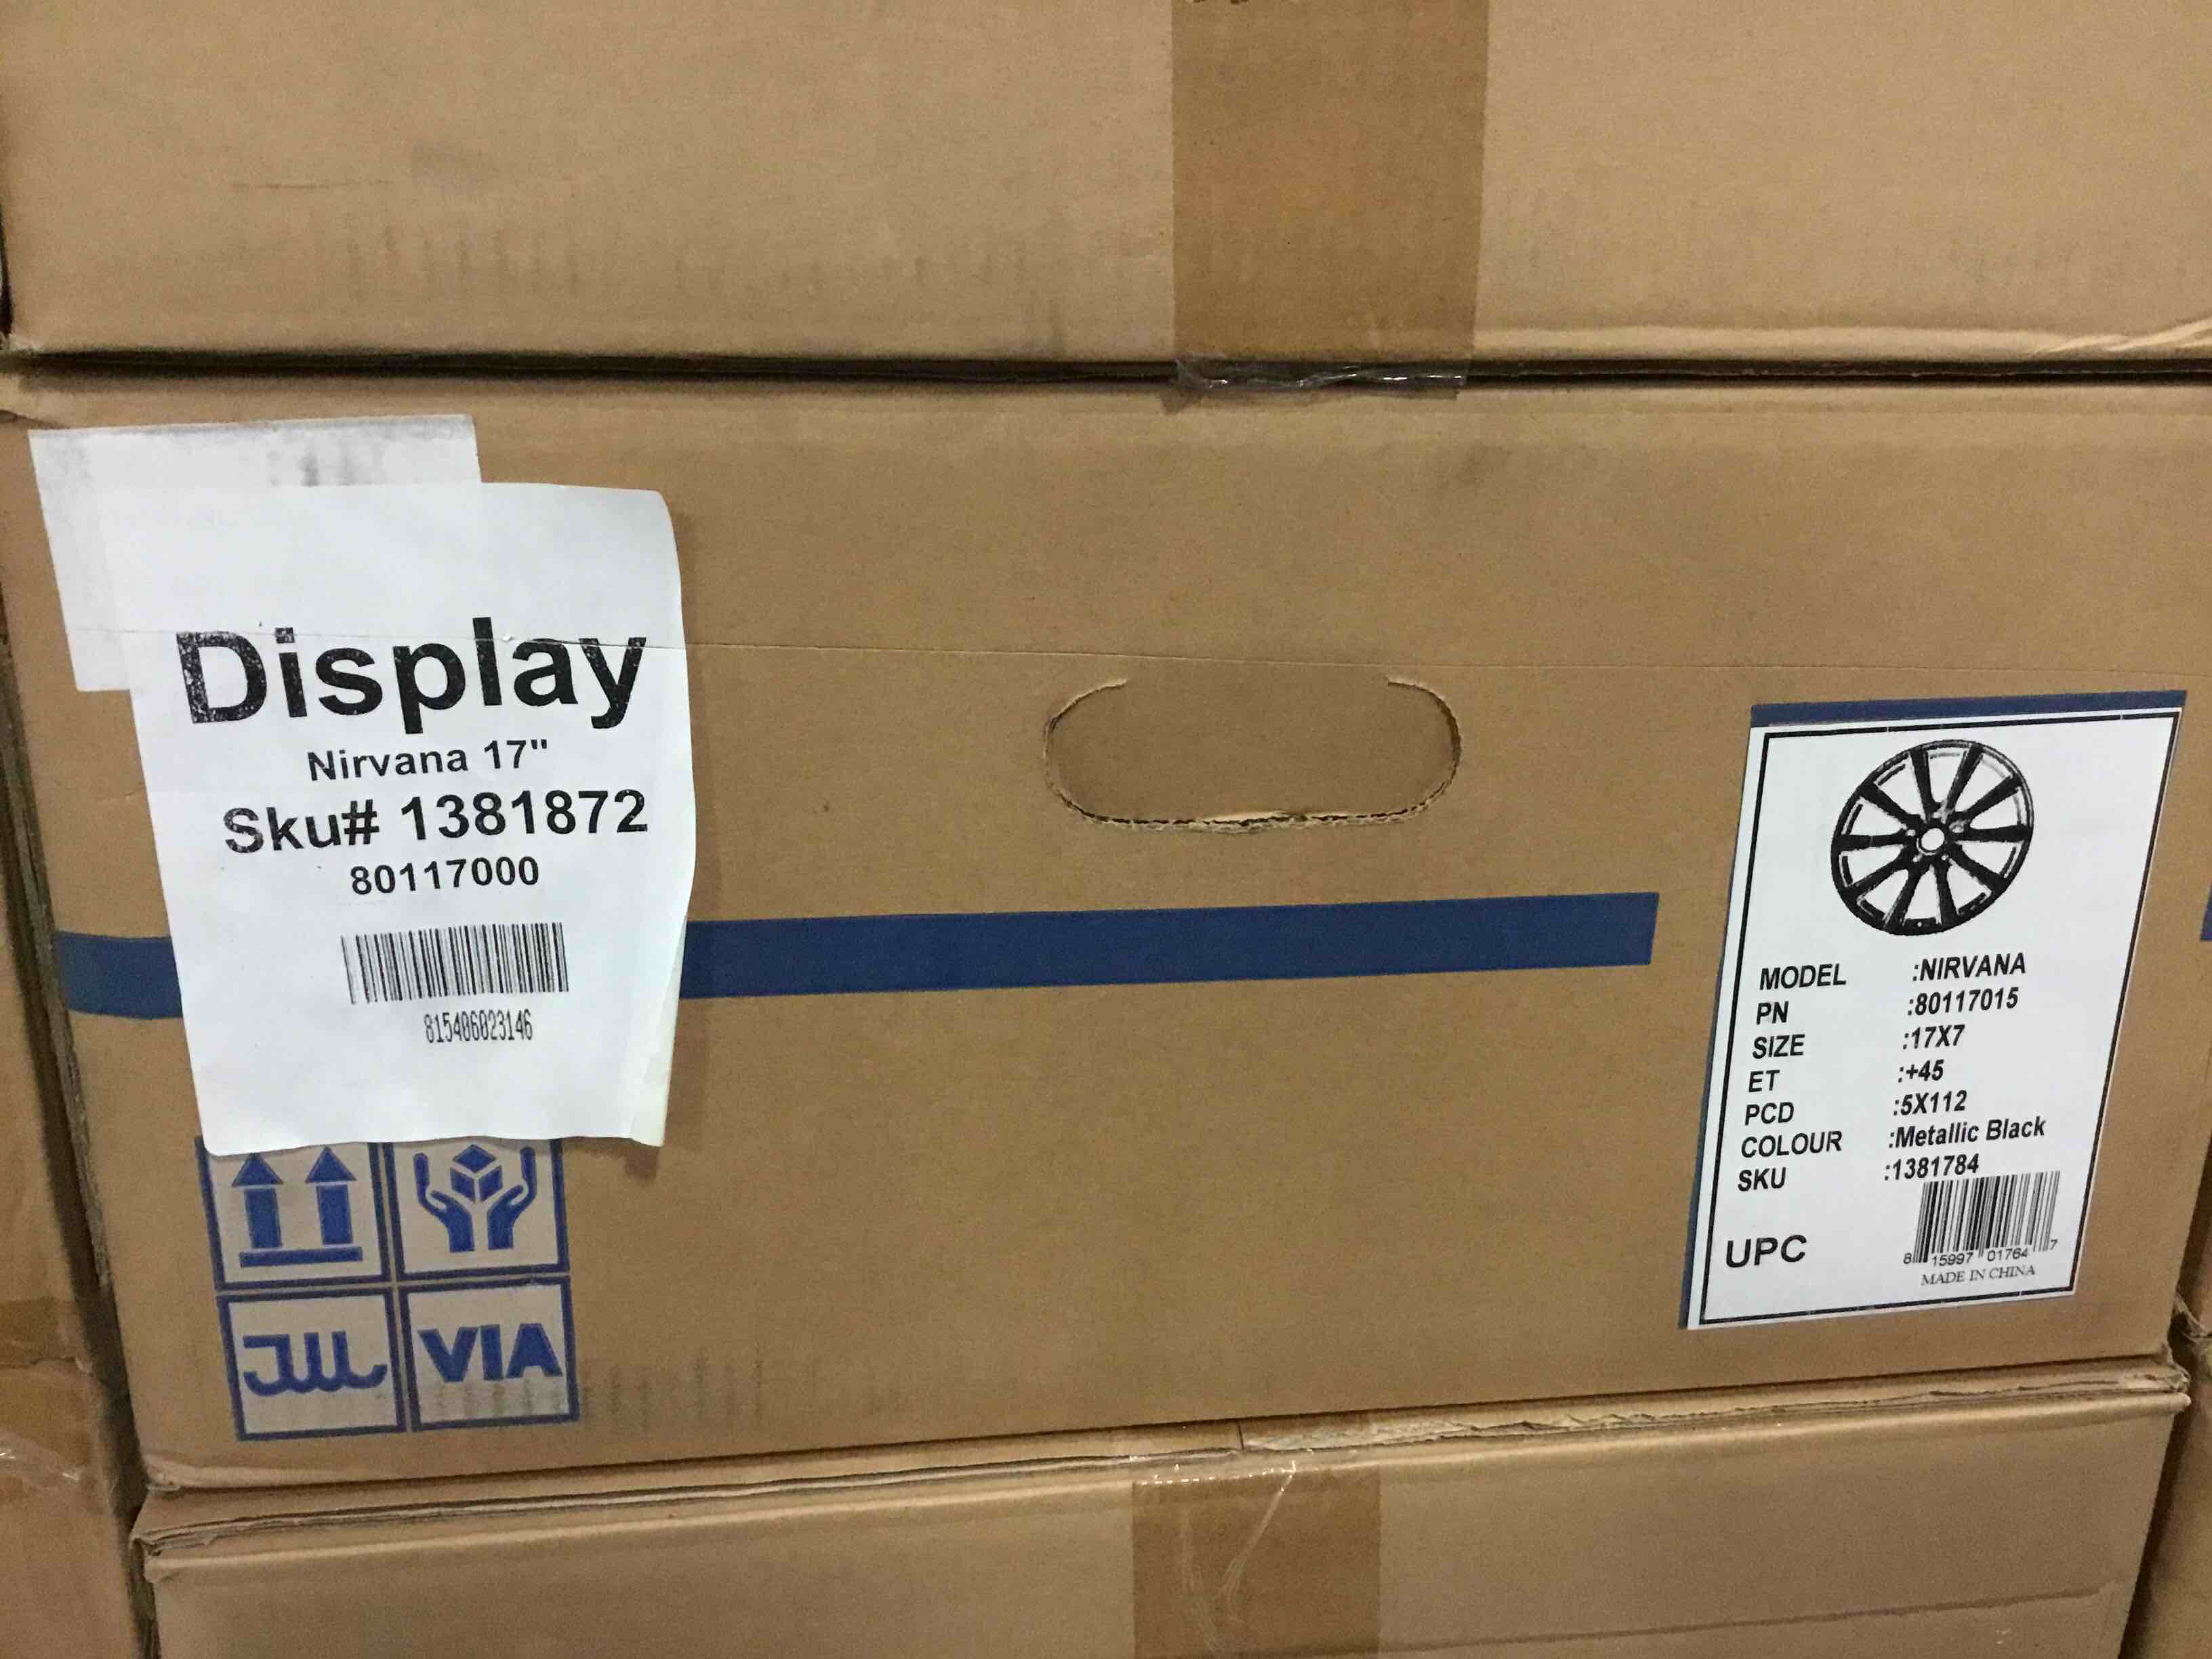 Display
Nirvana 17"
Sku# 1381872
80117000
815406023146
JWL
VIA
MODEL :NIRVANA
PN :80117015
SIZE :17X7
ET :+45
PCD :5X112
COLOUR :Metallic Black
SKU :1381784
UPC
8 15997 01764 7
MADE IN CHINA